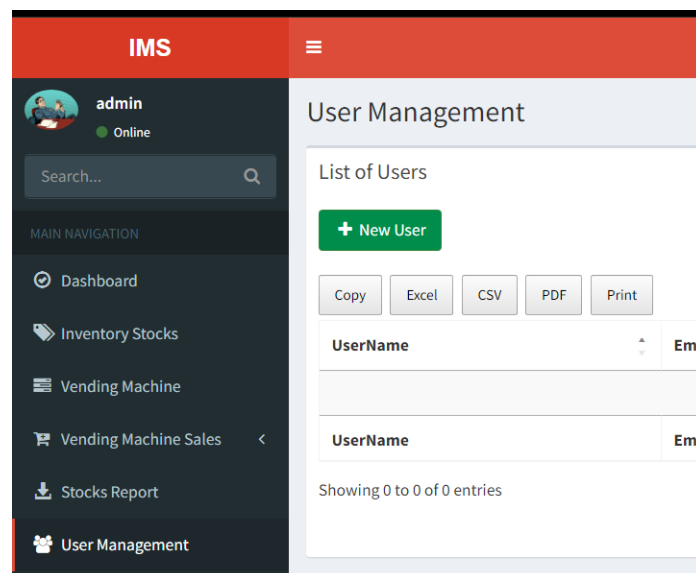 IMS
admin
Online
Search...
MAIN NAVIGATION
Dashboard
Inventory Stocks
Vending Machine
Vending Machine Sales
Stocks Report
User Management
User Management
List of Users
New User
Copy Excel CSV PDF Print
UserName Em
UserName Em
Showing 0 to 0 of 0 entries